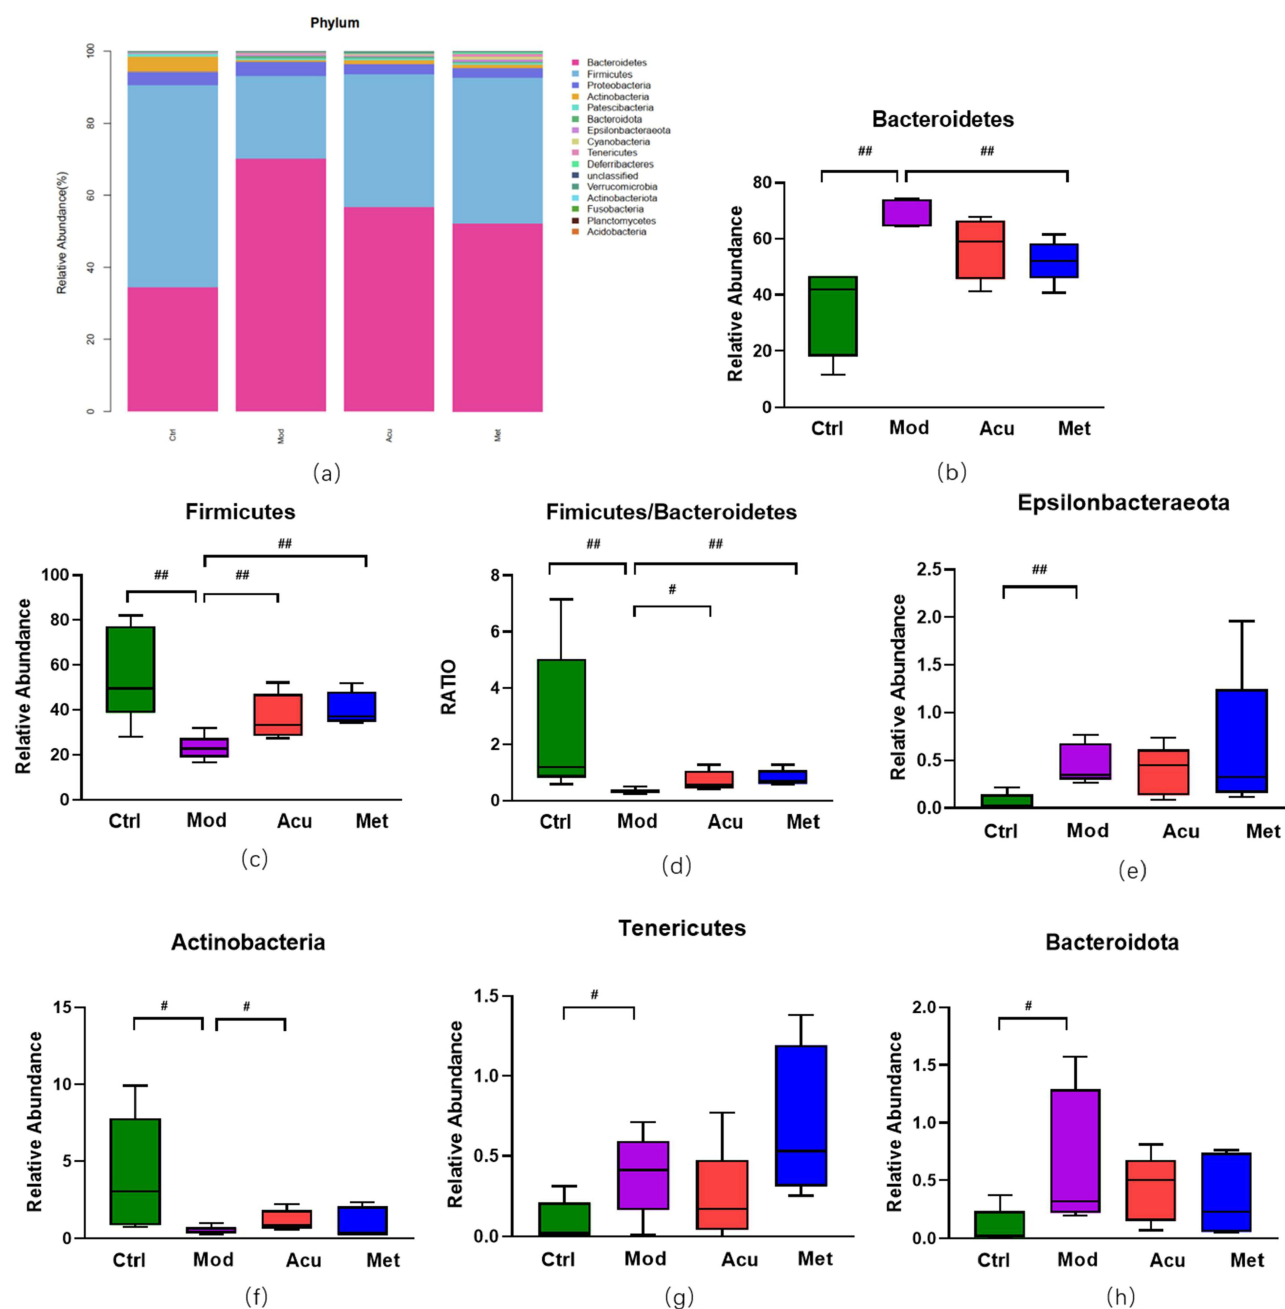 Phylum
Relative Abundance(%)
100
80
60
40
20
0
Ctrl
Mod
Acu
Met
Bacteroidetes
Firmicutes
Proteobacteria
Actinobacteria
Patescibacteria
Bacteroidota
Epsilonbacteraeota
Cyanobacteria
Tenericutes
Deferribacteres
unclassified
Verrucomicrobia
Actinobacteriota
Fusobacteria
Planctomycetes
Acidobacteria
(a)
Bacteroidetes
## ##
Relative Abundance
80
60
40
20
0
Ctrl Mod Acu Met
(b)
Firmicutes
##
## ##
Relative Abundance
100
80
60
40
20
0
Ctrl Mod Acu Met
(c)
Fimicutes/Bacteroidetes
## ##
#
RATIO
8
6
4
2
0
Ctrl Mod Acu Met
(d)
Epsilonbacteraeota
##
Relative Abundance
2.5
2.0
1.5
1.0
0.5
0.0
Ctrl Mod Acu Met
(e)
Actinobacteria
# #
Relative Abundance
15
10
5
0
Ctrl Mod Acu Met
(f)
Tenericutes
#
Relative Abundance
1.5
1.0
0.5
0.0
Ctrl Mod Acu Met
(g)
Bacteroidota
#
Relative Abundance
2.0
1.5
1.0
0.5
0.0
Ctrl Mod Acu Met
(h)